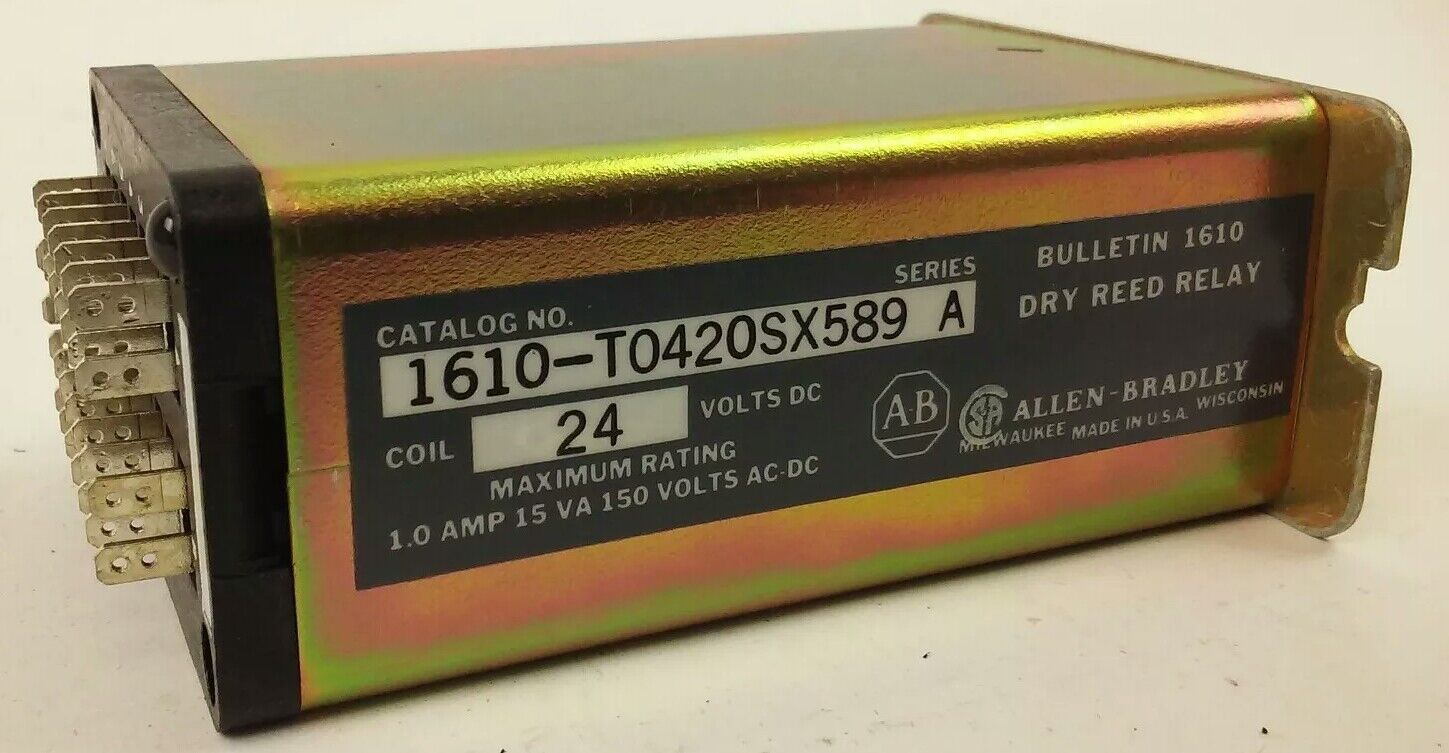 CATALOG NO. SERIES
1610-T0420SX589 A
COIL 24 VOLTS DC
MAXIMUM RATING
1.0 AMP 15 VA 150 VOLTS AC-DC
BULLETIN 1610
DRY REED RELAY
A-B SA ALLEN-BRADLEY
MILWAUKEE MADE IN U.S.A. WISCONSIN